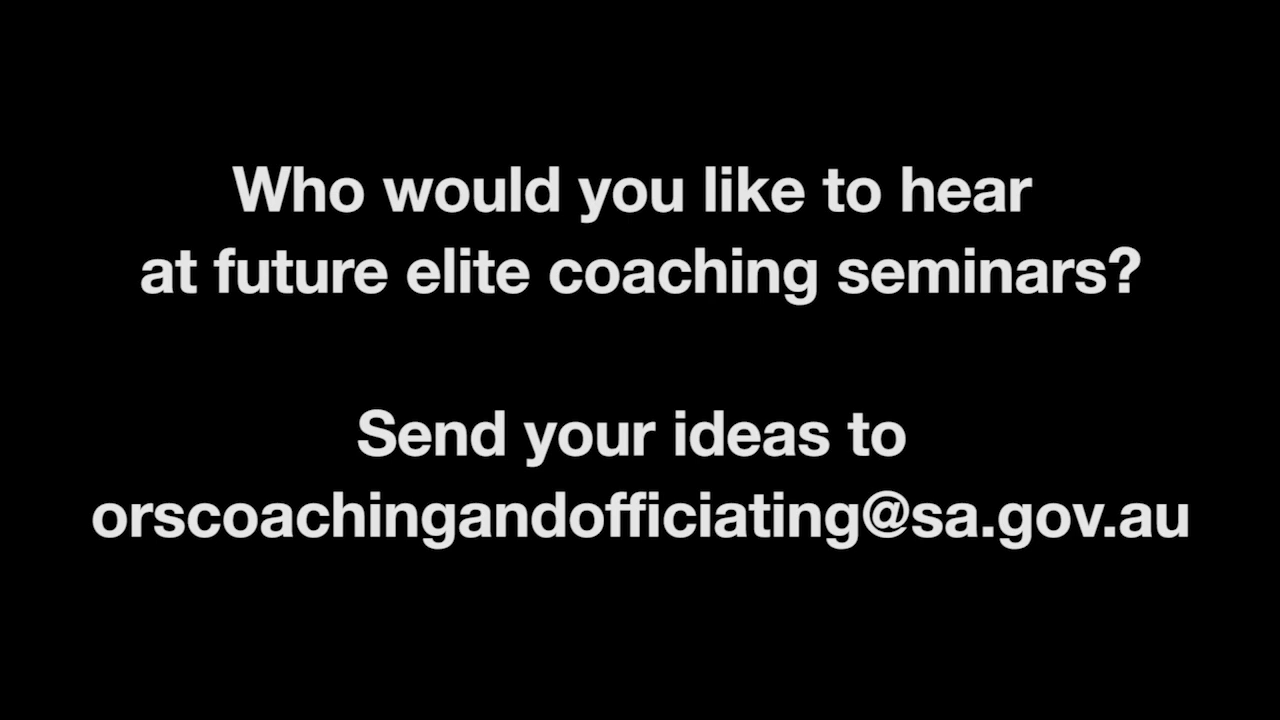 Who would you like to hear
at future elite coaching seminars?
Send your ideas to
orscoachingandofficiating@sa.gov.au